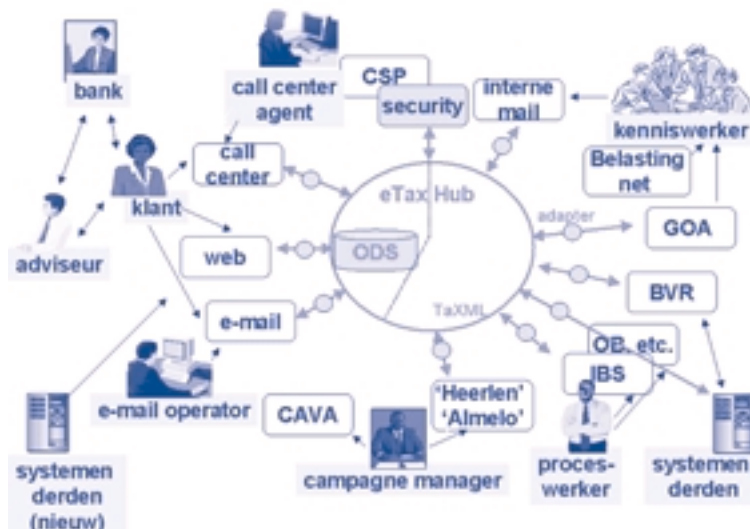 bank
call center
agent
CSP
security
interne
mail
kenniswerker
Belasting
net
klant
call
center
eTax Hub
adapter
GOA
adviseur
web
ODS
BVR
e-mail
TaXML
OB, etc.
IBS
e-mail operator
CAVA
'Heerlen'
'Almelo'
systemen
derden
(nieuw)
campagne manager
proces-
werker
systemen
derden